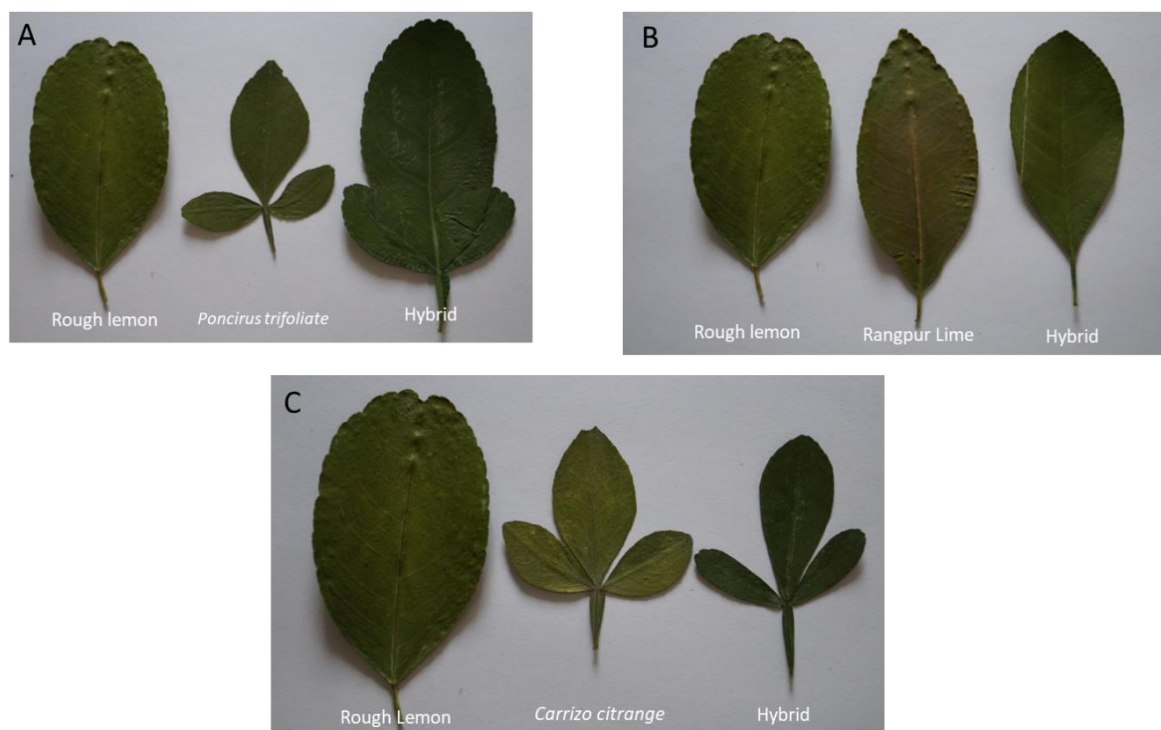 A
Rough lemon
Poncirus trifoliate
Hybrid
B
Rough lemon
Rangpur Lime
Hybrid
C
Rough Lemon
Carrizo citrange
Hybrid